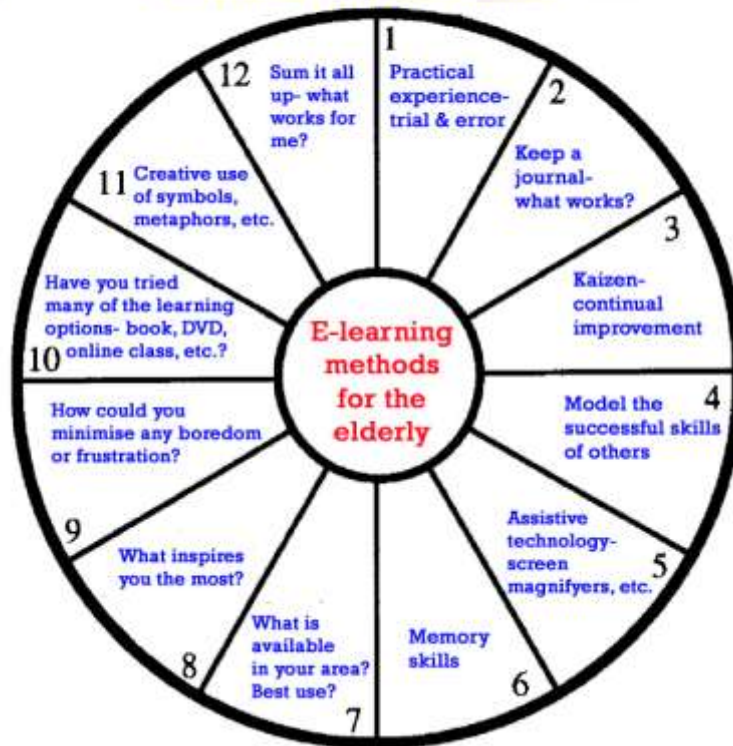 E-learning
methods
for the
elderly
1
Practical
experience-
trial & error
2
Keep a
journal-
what works?
3
Kaizen-
continual
improvement
4
Model the
successful skills
of others
5
Assistive
technology-
screen
magnifyers, etc.
6
Memory
skills
7
What is
available
in your area?
Best use?
8
What inspires
you the most?
9
How could you
minimise any boredom
or frustration?
10
Have you tried
many of the learning
options- book, DVD,
online class, etc.?
11
Creative use
of symbols,
metaphors, etc.
12
Sum it all
up- what
works for
me?